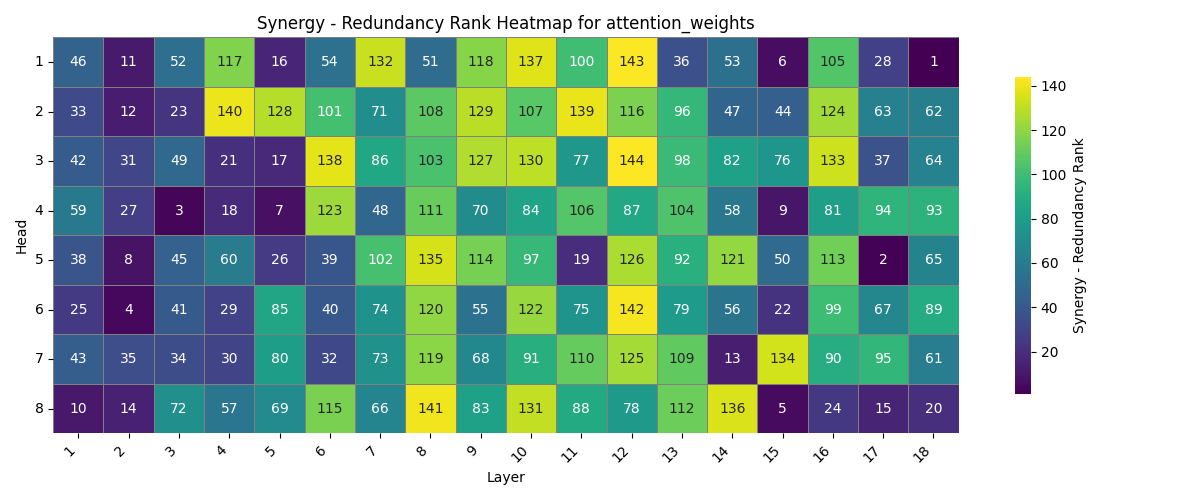 Synergy - Redundancy Rank Heatmap for attention_weights
1 46 11 52 117 16 54 132 51 118 137 100 143 36 53 6 105 28 1
2 33 12 23 140 128 101 71 108 129 107 139 116 96 47 44 124 63 62
3 42 31 49 21 17 138 86 103 127 130 77 144 98 82 76 133 37 64
4 59 27 3 18 7 123 48 111 70 84 106 87 104 58 9 81 94 93
5 38 8 45 60 26 39 102 135 114 97 19 126 92 121 50 113 2 65
6 25 4 41 29 85 40 74 120 55 122 75 142 79 56 22 99 67 89
7 43 35 34 30 80 32 73 119 68 91 110 125 109 13 134 90 95 61
8 10 14 72 57 69 115 66 141 83 131 88 78 112 136 5 24 15 20
1 2 3 4 5 6 7 8 9 10 11 12 13 14 15 16 17 18
Layer
Head
140
120
100
80
60
40
20
Synergy - Redundancy Rank